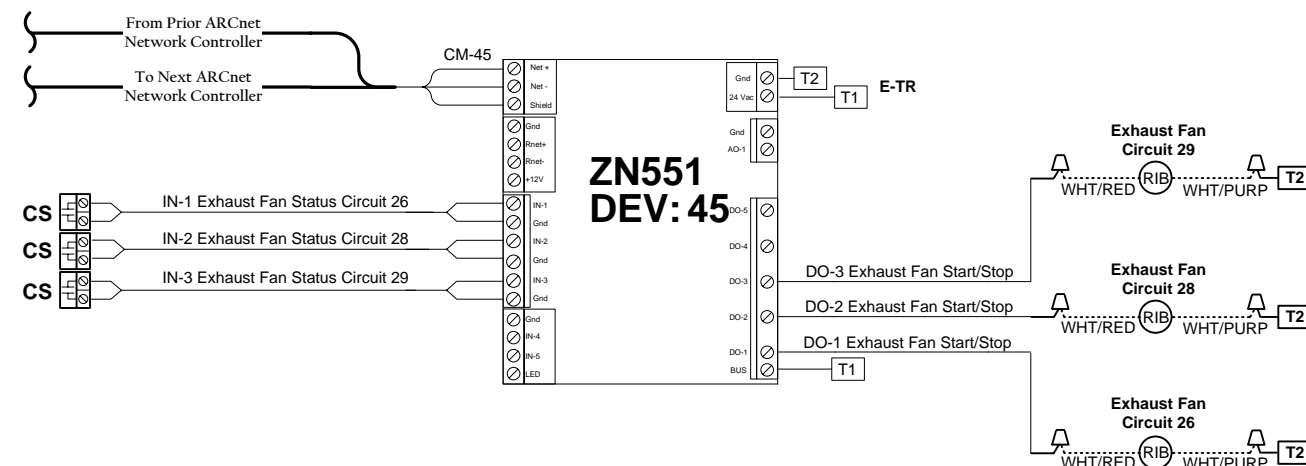 From Prior ARCnet
Network Controller
To Next ARCnet
Network Controller
CM-45
Net +
Net -
Shield
Gnd
Rnet+
Rnet-
+12V
IN-1
Gnd
IN-2
Gnd
IN-3
Gnd
Gnd
IN-4
IN-5
LED
CS
IN-1 Exhaust Fan Status Circuit 26
CS
IN-2 Exhaust Fan Status Circuit 28
CS
IN-3 Exhaust Fan Status Circuit 29
ZN551
DEV: 45
Gnd
24 Vac
T2
T1
E-TR
Gnd
AO-1
DO-5
DO-4
DO-3
DO-2
DO-1
BUS
DO-3 Exhaust Fan Start/Stop
DO-2 Exhaust Fan Start/Stop
DO-1 Exhaust Fan Start/Stop
T1
Exhaust Fan
Circuit 29
WHT/RED RIB WHT/PURP T2
Exhaust Fan
Circuit 28
WHT/RED RIB WHT/PURP T2
Exhaust Fan
Circuit 26
WHT/RED RIB WHT/PURP T2